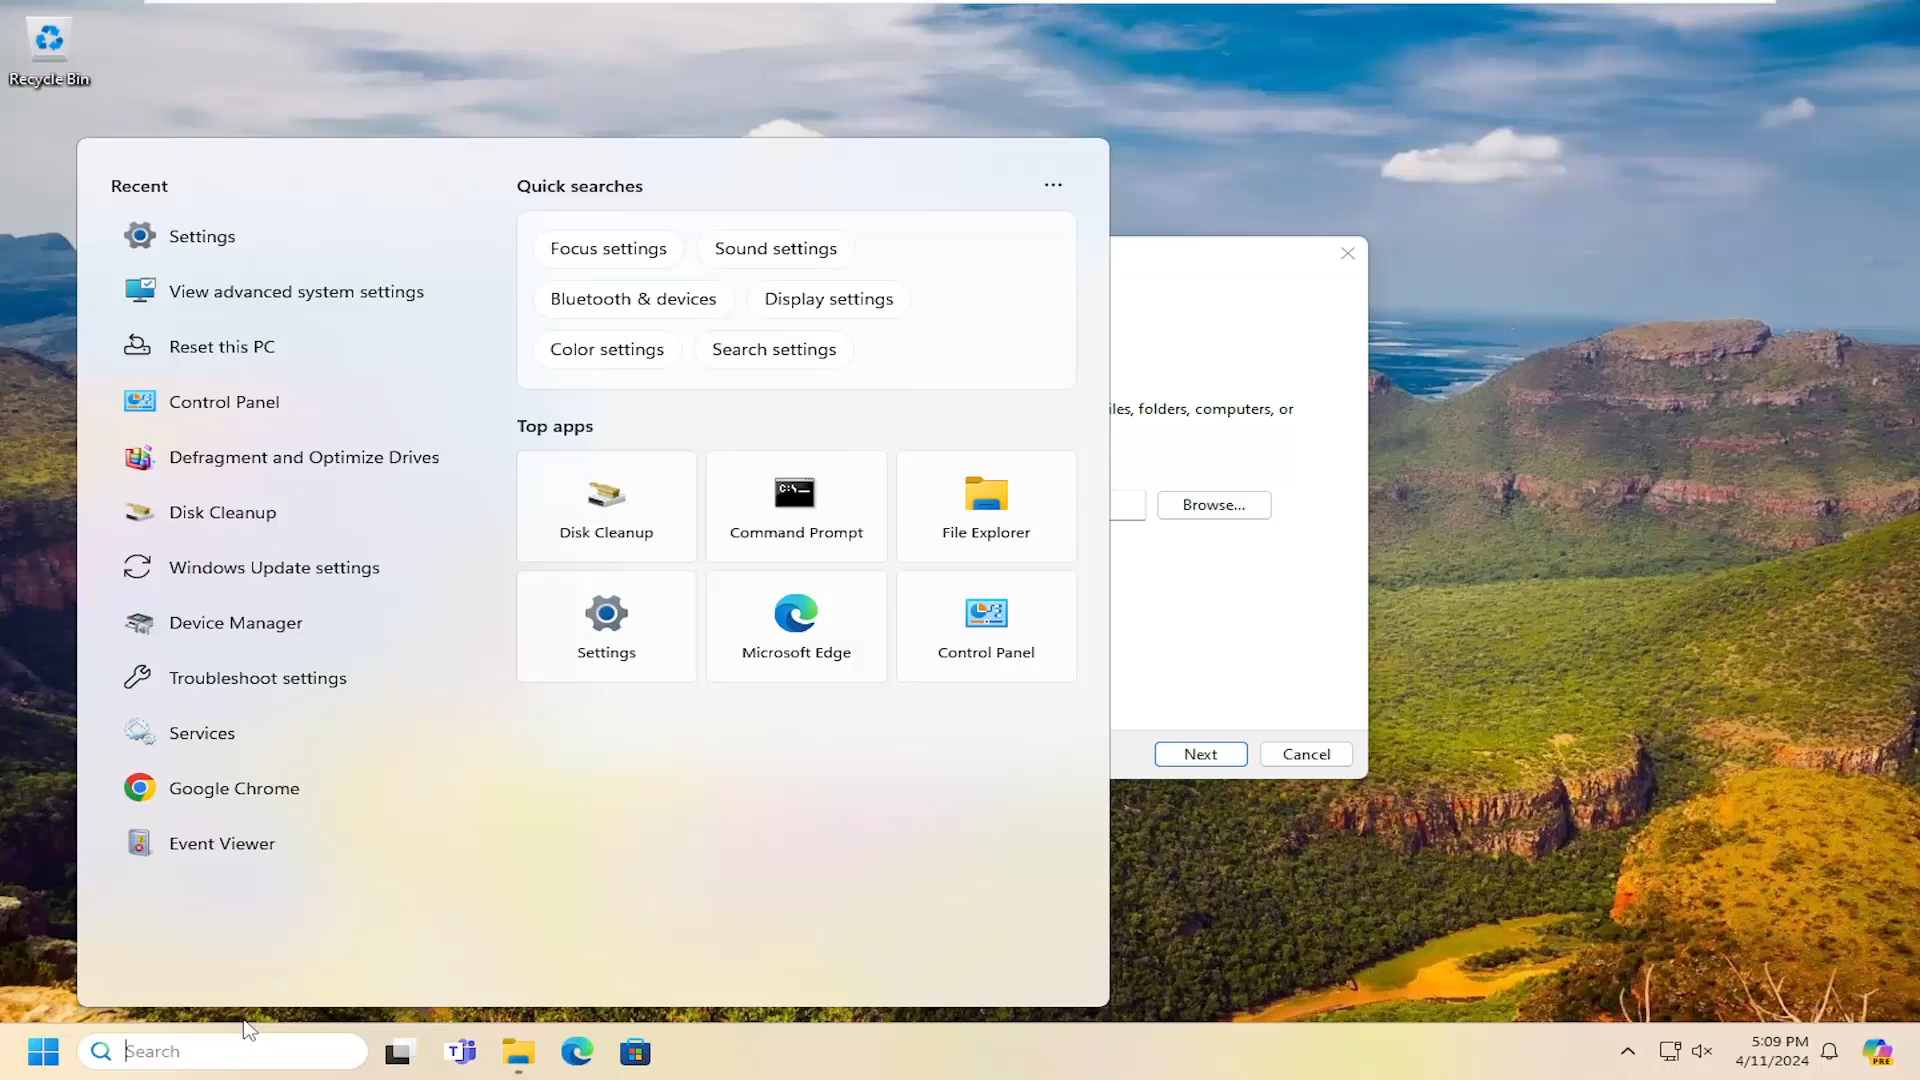 Recycle Bin
Recent
Settings
View advanced system settings
Reset this PC
Control Panel
Defragment and Optimize Drives
Disk Cleanup
Windows Update settings
Device Manager
Troubleshoot settings
Services
Google Chrome
Event Viewer
Quick searches
Focus settings
Sound settings
Bluetooth & devices
Display settings
Color settings
Search settings
Top apps
Disk Cleanup
C:\
Command Prompt
File Explorer
Settings
Microsoft Edge
Control Panel
iles, folders, computers, or
Browse...
Next
Cancel
Search
T
5:09 PM
4/11/2024
PRE